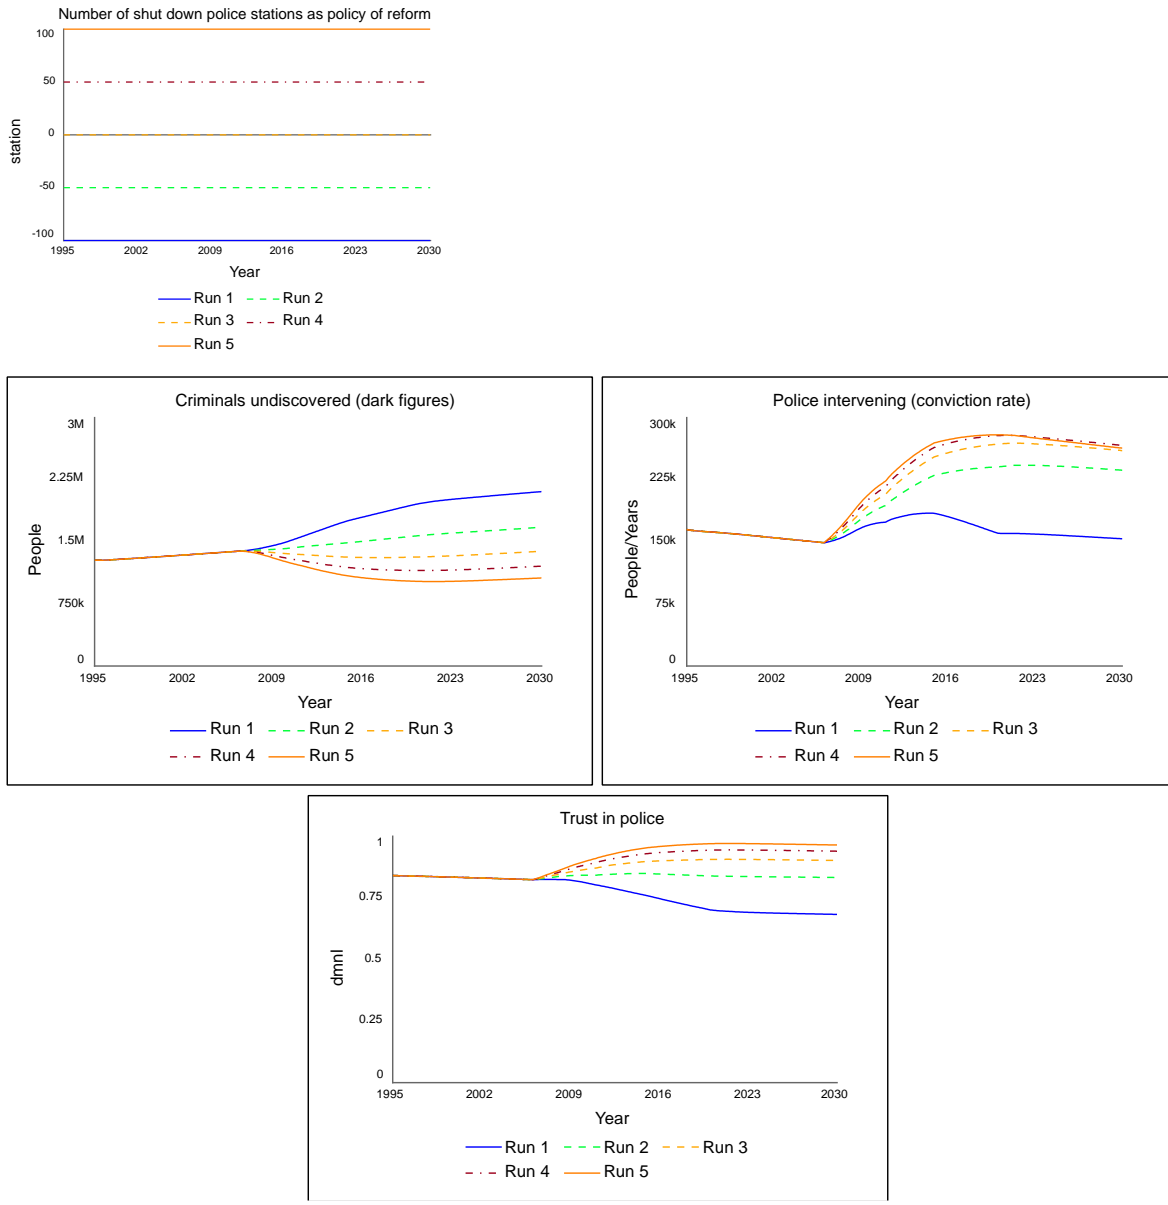 Number of shut down police stations as policy of reform
100
50
0
-50
-100
station
1995 2002 2009 2016 2023 2030
Year
Run 1 Run 2
Run 3 Run 4
Run 5
Criminals undiscovered (dark figures)
3M
2.25M
1.5M
750k
0
People
1995 2002 2009 2016 2023 2030
Year
Run 1 Run 2 Run 3
Run 4 Run 5
Police intervening (conviction rate)
300k
225k
150k
75k
0
People/Years
1995 2002 2009 2016 2023 2030
Year
Run 1 Run 2 Run 3
Run 4 Run 5
Trust in police
1
0.75
0.5
0.25
0
dmnl
1995 2002 2009 2016 2023 2030
Year
Run 1 Run 2 Run 3
Run 4 Run 5